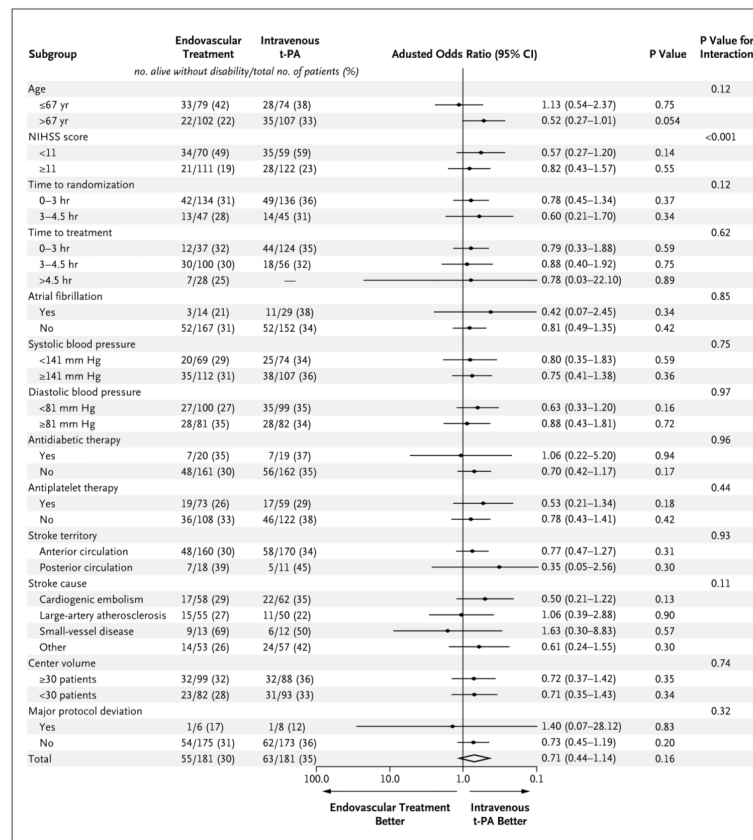 Subgroup Endovascular Treatment Intravenous t-PA Adusted Odds Ratio (95% CI) P Value P Value for Interaction
no. alive without disability/total no. of patients (%)
Age 0.12
≤67 yr 33/79 (42) 28/74 (38) 1.13 (0.54–2.37) 0.75
>67 yr 22/102 (22) 35/107 (33) 0.52 (0.27–1.01) 0.054
NIHSS score <0.001
<11 34/70 (49) 35/59 (59) 0.57 (0.27–1.20) 0.14
≥11 21/111 (19) 28/122 (23) 0.82 (0.43–1.57) 0.55
Time to randomization 0.12
0–3 hr 42/134 (31) 49/136 (36) 0.78 (0.45–1.34) 0.37
3–4.5 hr 13/47 (28) 14/45 (31) 0.60 (0.21–1.70) 0.34
Time to treatment 0.62
0–3 hr 12/37 (32) 44/124 (35) 0.79 (0.33–1.88) 0.59
3–4.5 hr 30/100 (30) 18/56 (32) 0.88 (0.40–1.92) 0.75
>4.5 hr 7/28 (25) — 0.78 (0.03–22.10) 0.89
Atrial fibrillation 0.85
Yes 3/14 (21) 11/29 (38) 0.42 (0.07–2.45) 0.34
No 52/167 (31) 52/152 (34) 0.81 (0.49–1.35) 0.42
Systolic blood pressure 0.75
<141 mm Hg 20/69 (29) 25/74 (34) 0.80 (0.35–1.83) 0.59
≥141 mm Hg 35/112 (31) 38/107 (36) 0.75 (0.41–1.38) 0.36
Diastolic blood pressure 0.97
<81 mm Hg 27/100 (27) 35/99 (35) 0.63 (0.33–1.20) 0.16
≥81 mm Hg 28/81 (35) 28/82 (34) 0.88 (0.43–1.81) 0.72
Antidiabetic therapy 0.96
Yes 7/20 (35) 7/19 (37) 1.06 (0.22–5.20) 0.94
No 48/161 (30) 56/162 (35) 0.70 (0.42–1.17) 0.17
Antiplatelet therapy 0.44
Yes 19/73 (26) 17/59 (29) 0.53 (0.21–1.34) 0.18
No 36/108 (33) 46/122 (38) 0.78 (0.43–1.41) 0.42
Stroke territory 0.93
Anterior circulation 48/160 (30) 58/170 (34) 0.77 (0.47–1.27) 0.31
Posterior circulation 7/18 (39) 5/11 (45) 0.35 (0.05–2.56) 0.30
Stroke cause 0.11
Cardiogenic embolism 17/58 (29) 22/62 (35) 0.50 (0.21–1.22) 0.13
Large-artery atherosclerosis 15/55 (27) 11/50 (22) 1.06 (0.39–2.88) 0.90
Small-vessel disease 9/13 (69) 6/12 (50) 1.63 (0.30–8.83) 0.57
Other 14/53 (26) 24/57 (42) 0.61 (0.24–1.55) 0.30
Center volume 0.74
≥30 patients 32/99 (32) 32/88 (36) 0.72 (0.37–1.42) 0.35
<30 patients 23/82 (28) 31/93 (33) 0.71 (0.35–1.43) 0.34
Major protocol deviation 0.32
Yes 1/6 (17) 1/8 (12) 1.40 (0.07–28.12) 0.83
No 54/175 (31) 62/173 (36) 0.73 (0.45–1.19) 0.20
Total 55/181 (30) 63/181 (35) 0.71 (0.44–1.14) 0.16
100.0 10.0 1.0 0.1
Endovascular Treatment Better Intravenous t-PA Better